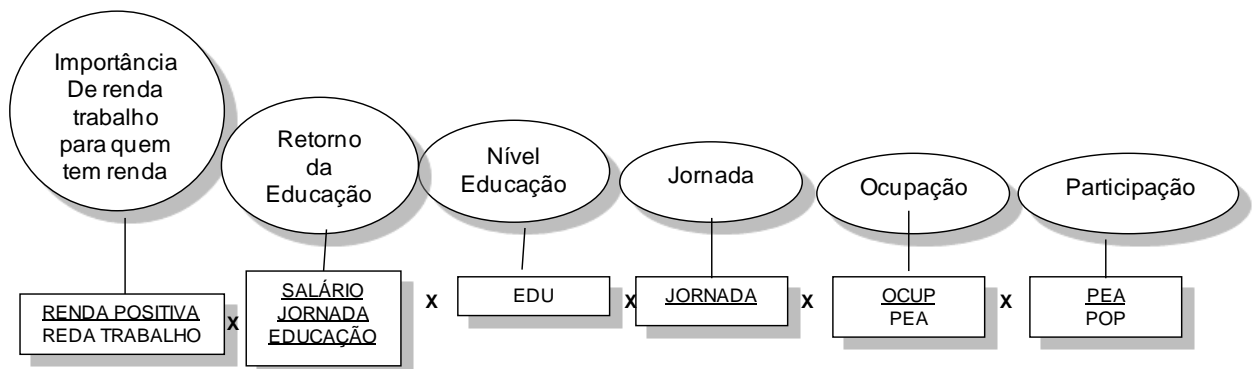 Importância
De renda
trabalho
para quem
tem renda
Retorno
da
Educação
Nível
Educação
Jornada
Ocupação
Participação
RENDA POSITIVA
REDA TRABALHO
X
SALÁRIO
JORNADA
EDUCAÇÃO
X
EDU
X
JORNADA
X
OCUP
PEA
X
PEA
POP